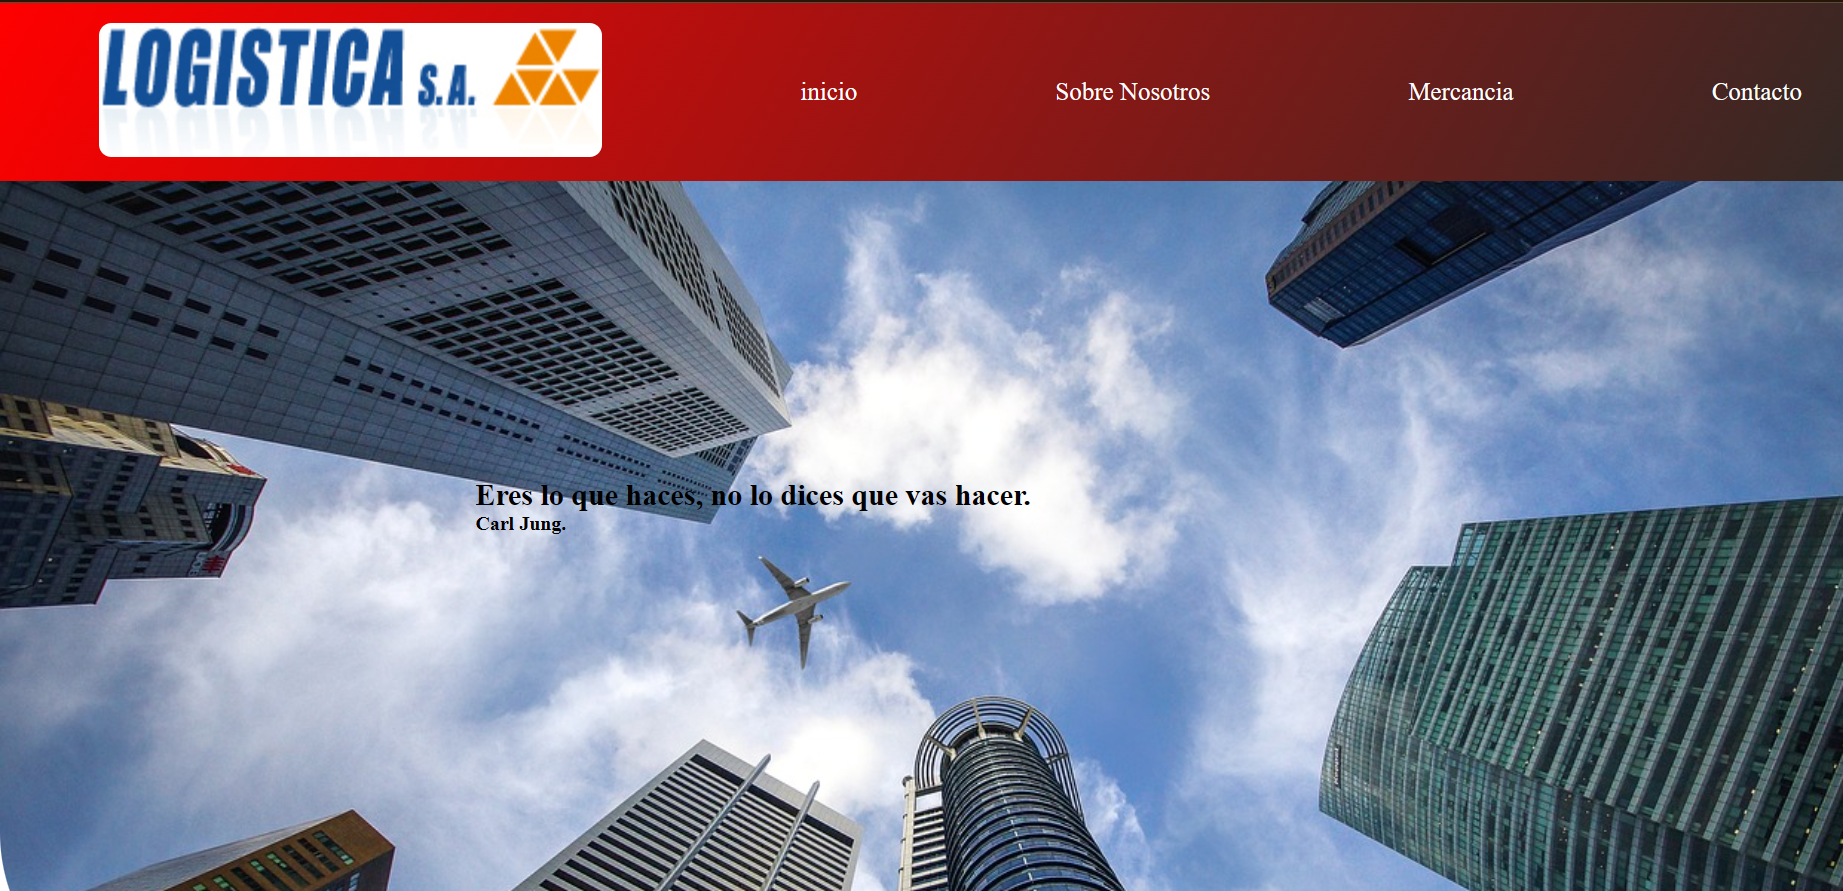 LOGISTICA S.A.
inicio
Sobre Nosotros
Mercancia
Contacto
Eres lo que haces, no lo dices que vas hacer.
Carl Jung.